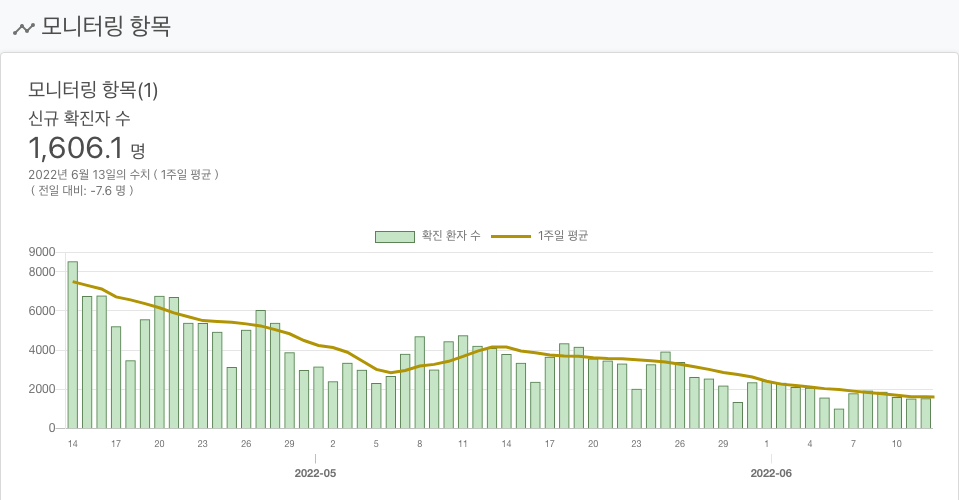 모니터링 항목
모니터링 항목(1)
신규 확진자 수
1,606.1 명
2022년 6월 13일의 수치 ( 1주일 평균 )
( 전일 대비: -7.6 명 )
확진 환자 수 1주일 평균
9000
8000
6000
4000
2000
0
14 17 20 23 26 29 2 5 8 11 14 17 20 23 26 29 1 4 7 10
2022-05 2022-06